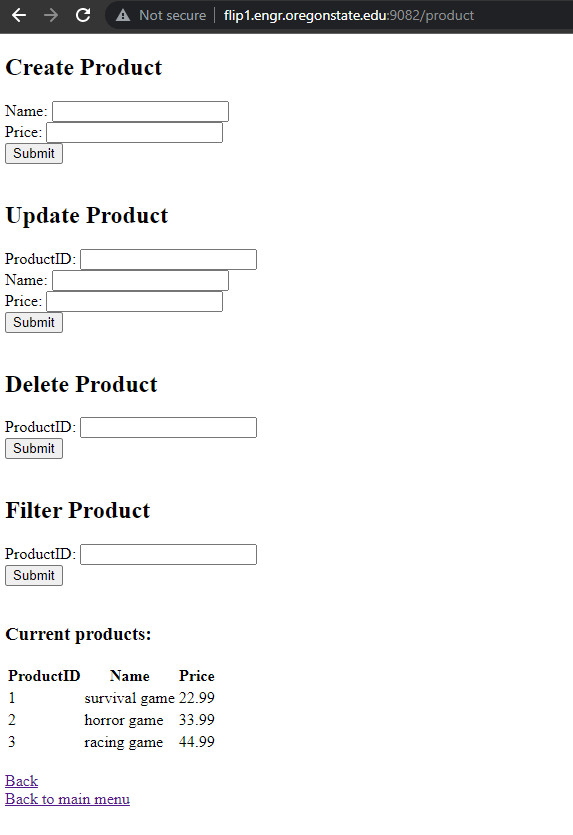 Not secure | flip1.engr.oregonstate.edu:9082/product
Create Product
Name:
Price:
Submit
Update Product
ProductID:
Name:
Price:
Submit
Delete Product
ProductID:
Submit
Filter Product
ProductID:
Submit
Current products:
ProductID Name Price
1 survival game 22.99
2 horror game 33.99
3 racing game 44.99
Back
Back to main menu